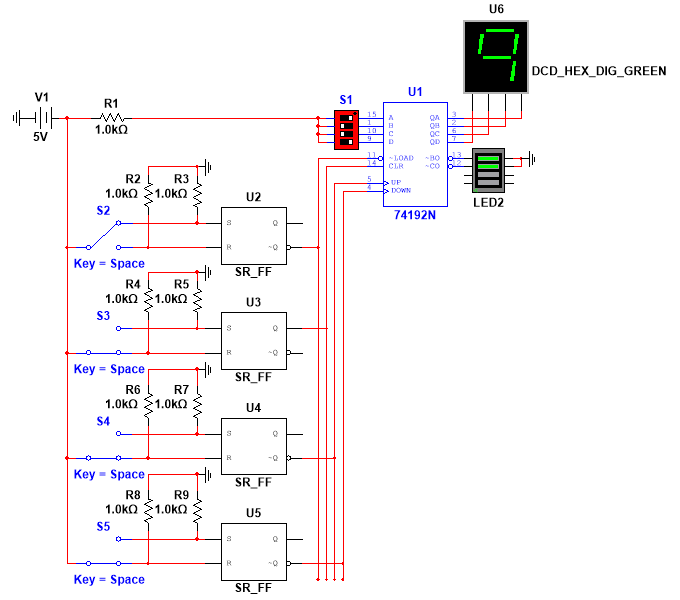 U6
DCD_HEX_DIG_GREEN
V1
5V
R1
1.0kΩ
S1
U1
15 A QA 3
1 B QB 2
10 C QC 6
9 D QD 7
11 ~LOAD ~BO 13
14 CLR ~CO 12
5 UP
4 DOWN
74192N
LED2
R2
1.0kΩ
R3
1.0kΩ
S2
Key = Space
U2
S Q
R ~Q
SR_FF
R4
1.0kΩ
R5
1.0kΩ
S3
Key = Space
U3
S Q
R ~Q
SR_FF
R6
1.0kΩ
R7
1.0kΩ
S4
Key = Space
U4
S Q
R ~Q
SR_FF
R8
1.0kΩ
R9
1.0kΩ
S5
Key = Space
U5
S Q
R ~Q
SR_FF